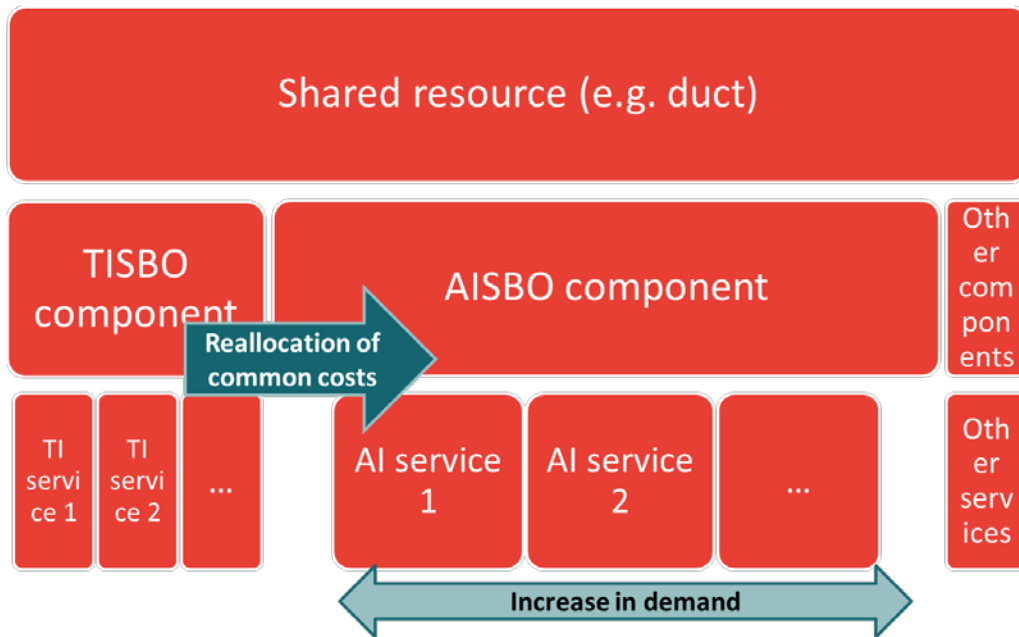 Shared resource (e.g. duct)
TISBO
component
AISBO component
Oth
er
com
pon
ents
Reallocation of
common costs
TI
servi
ce 1
TI
servi
ce 2
...
AI service
1
AI service
2
...
Oth
er
serv
ices
Increase in demand